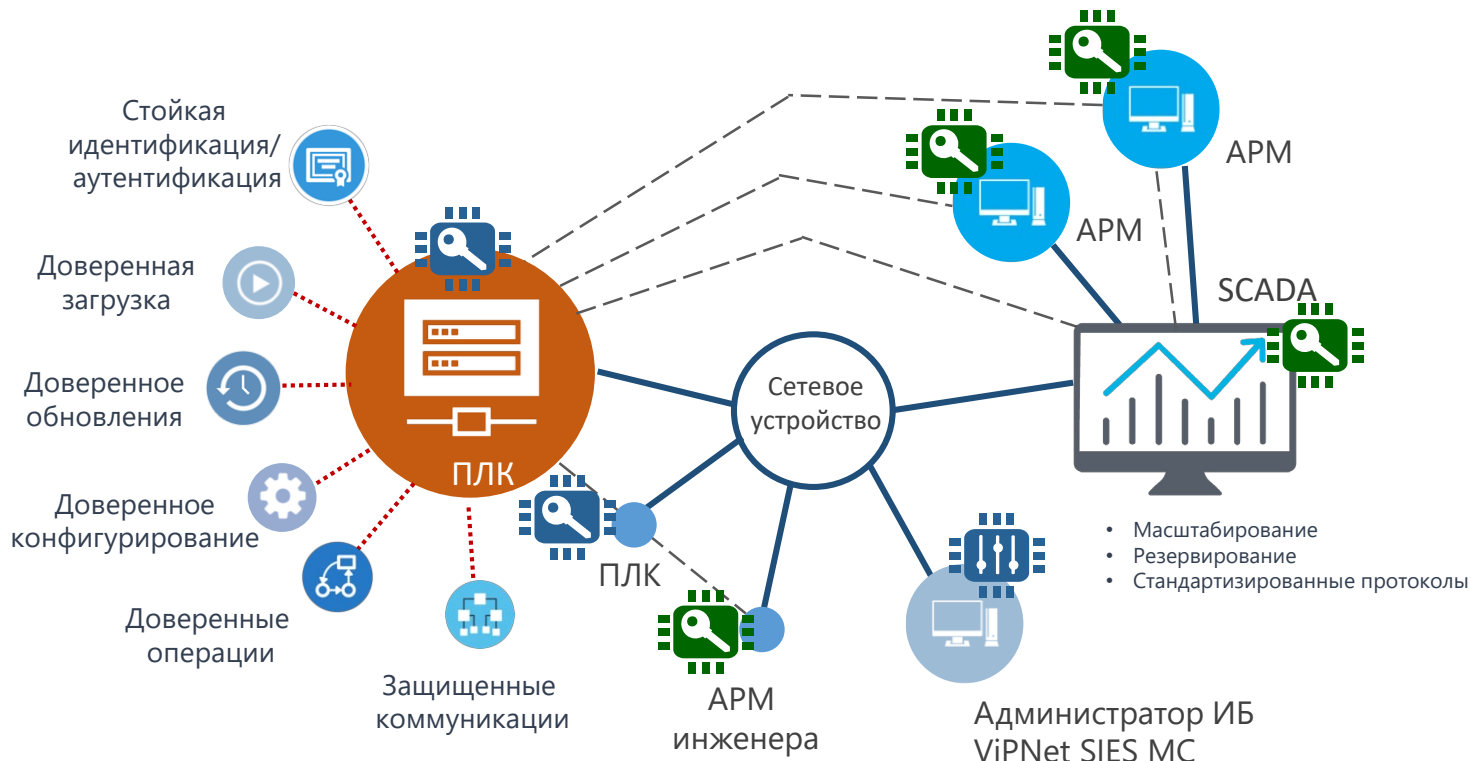 Стойкая
идентификация/
аутентификация
Доверенная
загрузка
Доверенное
обновления
Доверенное
конфигурирование
Доверенные
операции
Защищенные
коммуникации
ПЛК
ПЛК
АРМ
инженера
Сетевое
устройство
АРМ
АРМ
SCADA
• Масштабирование
• Резервирование
• Стандартизированные протоколы
Администратор ИБ
ViPNet SIES MC